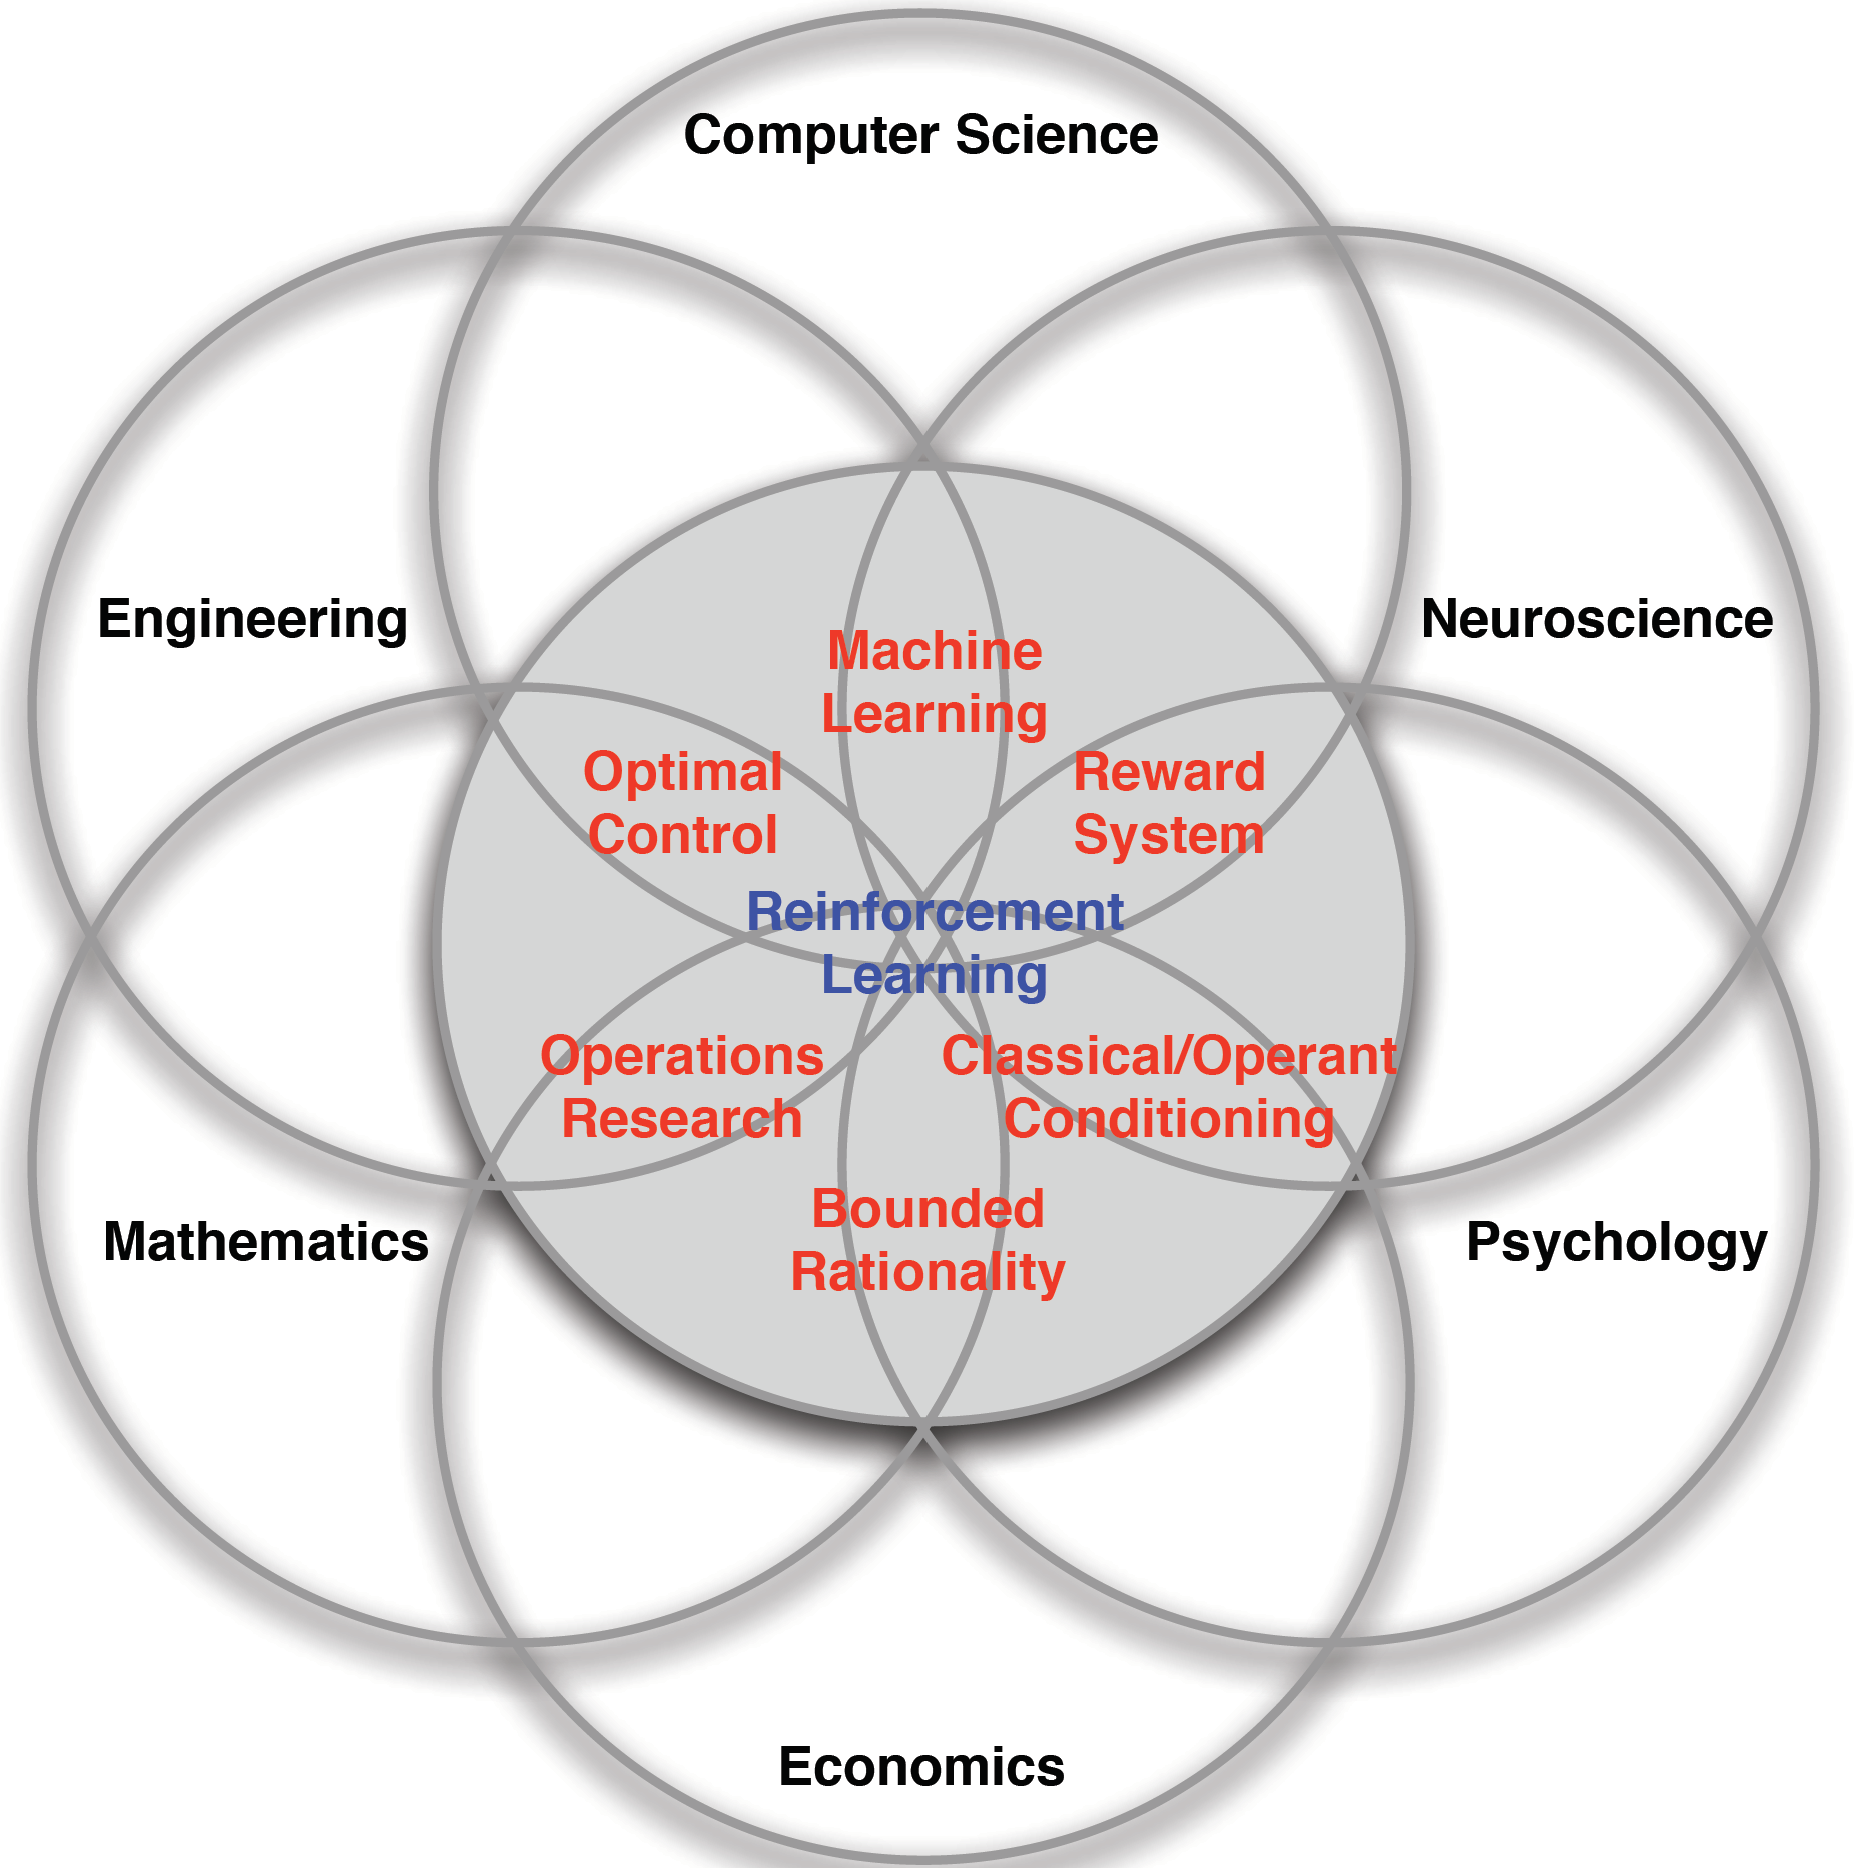 Computer Science
Engineering
Neuroscience
Machine
Learning
Optimal
Control
Reward
System
Reinforcement
Learning
Operations
Research
Classical/Operant
Conditioning
Bounded
Rationality
Mathematics
Psychology
Economics